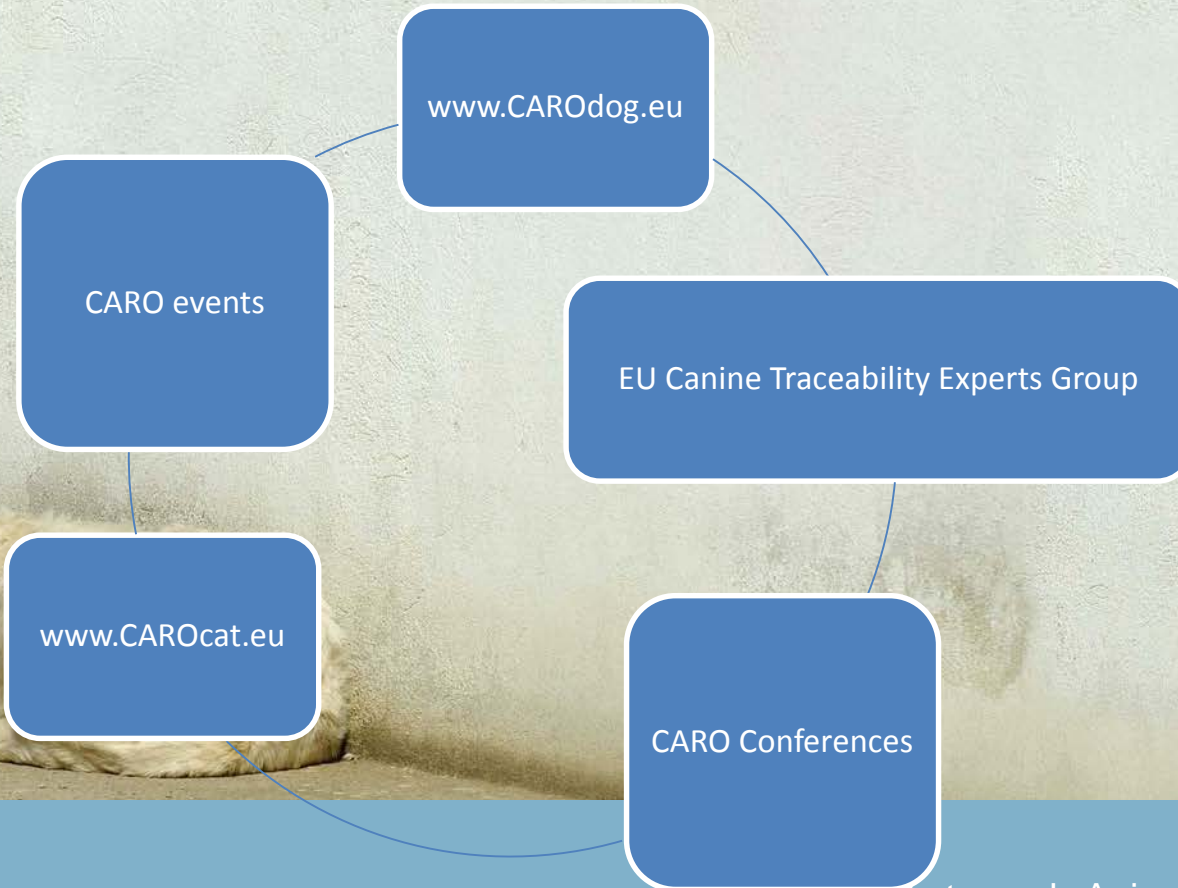 www.CAROdog.eu
CARO events
EU Canine Traceability Experts Group
www.CAROcat.eu
CARO Conferences